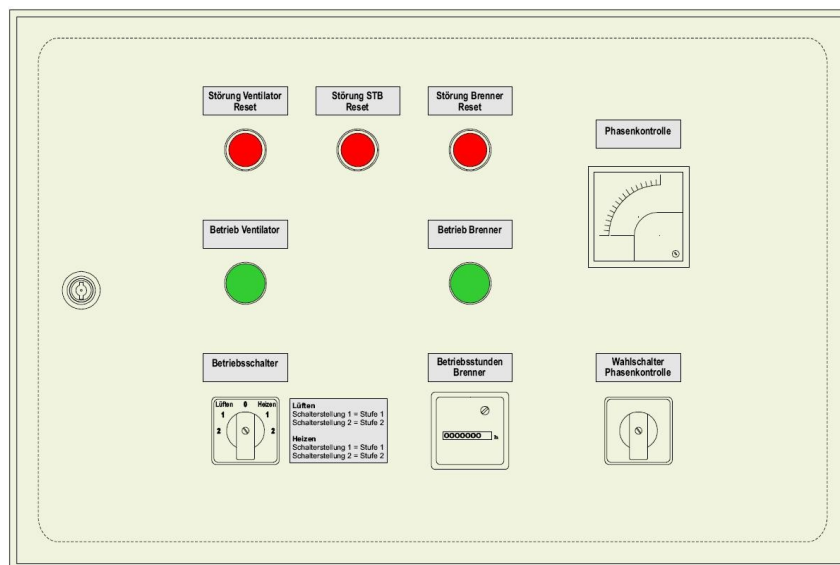 Störung Ventilator
Reset
Störung STB
Reset
Störung Brenner
Reset
Phasenkontrolle
Betrieb Ventilator
Betrieb Brenner
Betriebsschalter
Betriebsstunden
Brenner
Wahlschalter
Phasenkontrolle
Lüften 0 Heizen
1 1
2 2
Lüften
Schalterstellung 1 = Stufe 1
Schalterstellung 2 = Stufe 2
Heizen
Schalterstellung 1 = Stufe 1
Schalterstellung 2 = Stufe 2
0000000 h